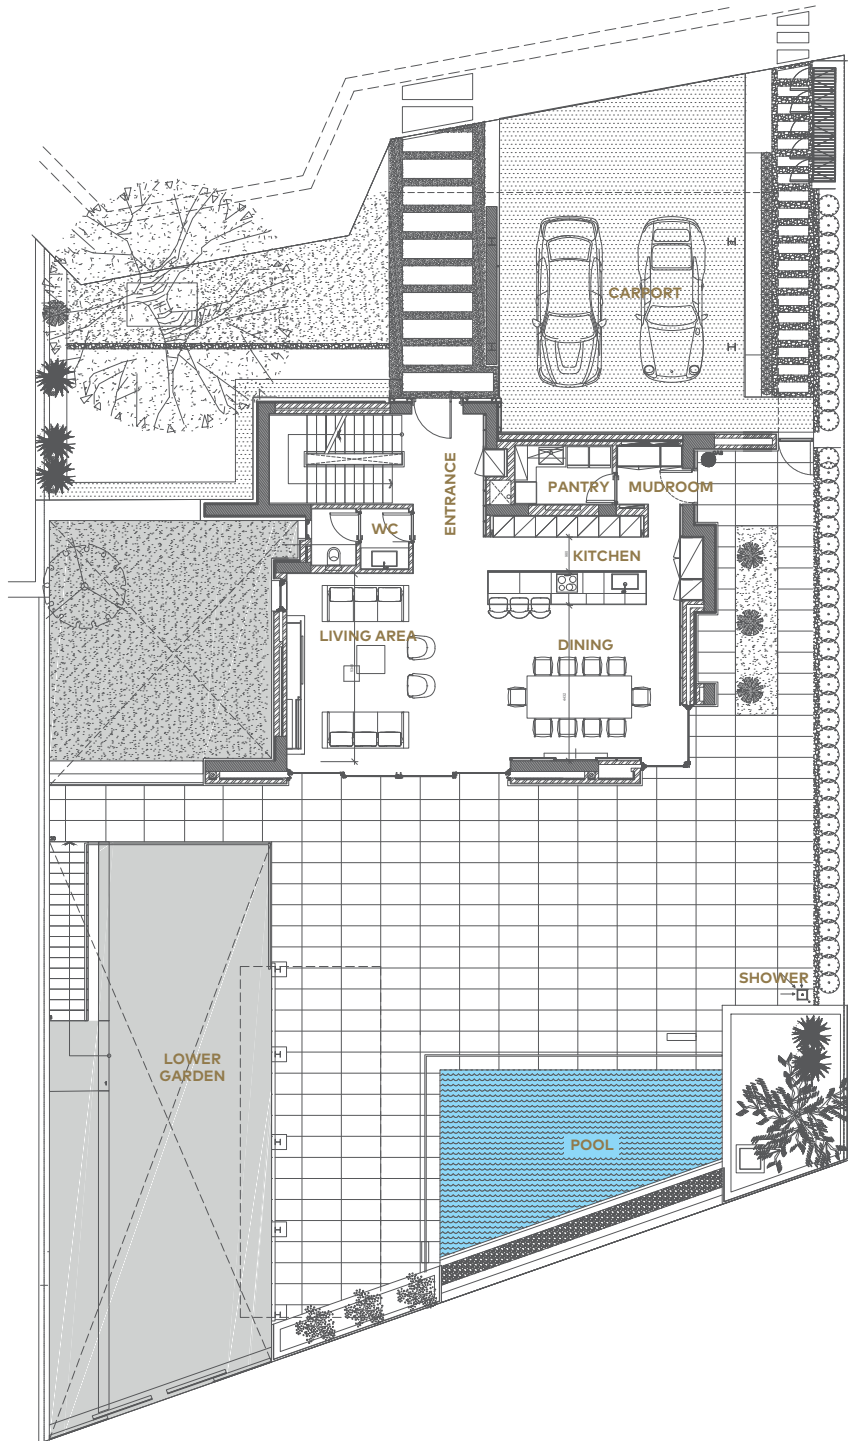 CARPORT
ENTRANCE
PANTRY
MUDROOM
WC
KITCHEN
LIVING AREA
DINING
SHOWER
LOWER
GARDEN
POOL